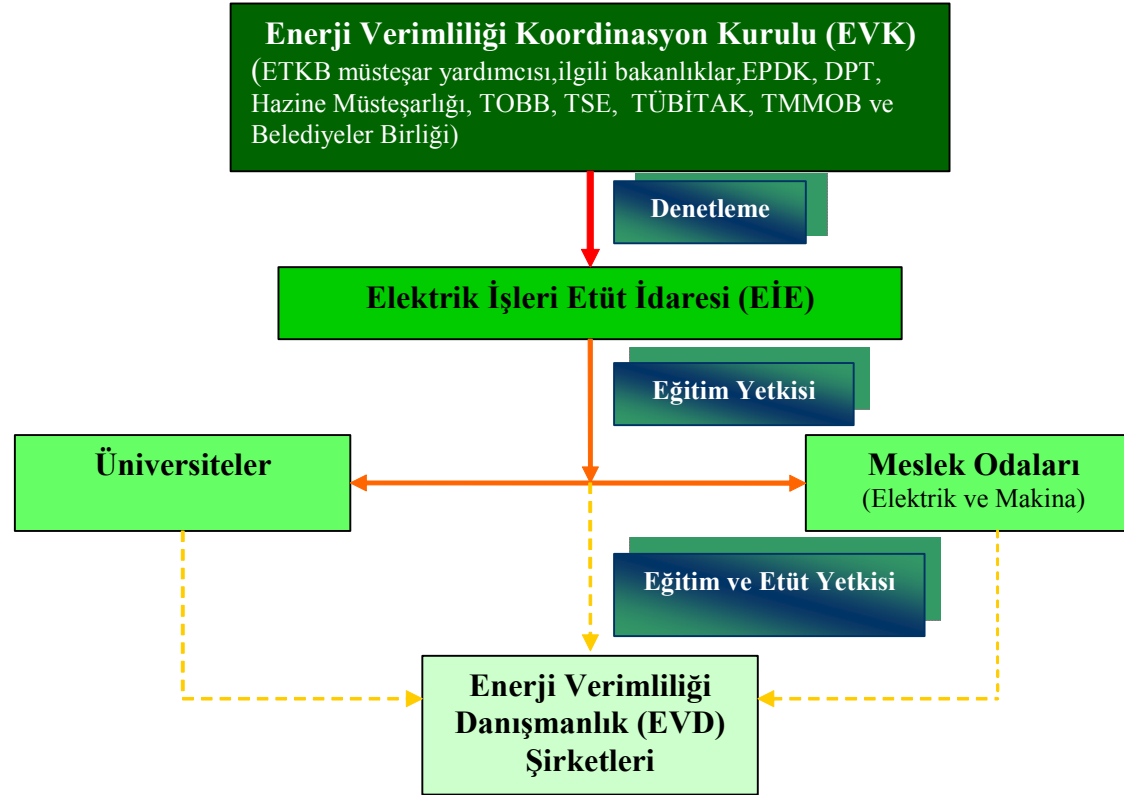 Enerji Verimliliği Koordinasyon Kurulu (EVK)
(ETKB müsteşar yardımcısı,ilgili bakanlıklar,EPDK, DPT,
Hazine Müsteşarlığı, TOBB, TSE, TÜBİTAK, TMMOB ve
Belediyeler Birliği)
Denetleme
Elektrik İşleri Etüt İdaresi (EİE)
Eğitim Yetkisi
Üniversiteler
Meslek Odaları
(Elektrik ve Makina)
Eğitim ve Etüt Yetkisi
Enerji Verimliliği
Danışmanlık (EVD)
Şirketleri